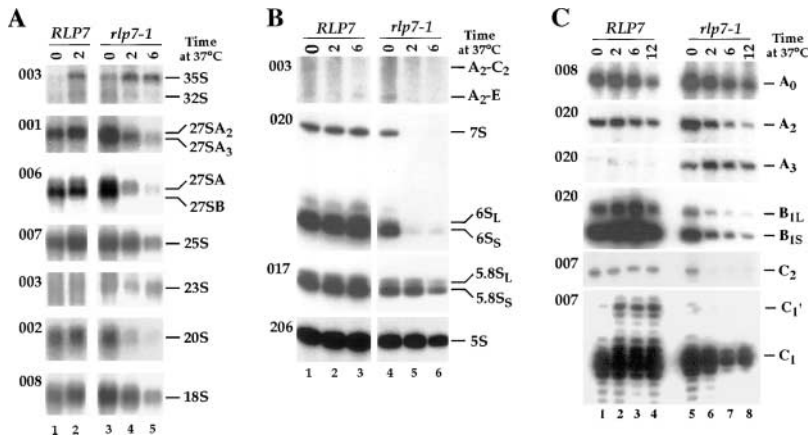 A
RLP7 rlp7-1 Time at 37°C
0 2 0 2 6
003 35S
32S
001 27SA2
27SA3
006 27SA
27SB
007 25S
003 23S
002 20S
008 18S
1 2 3 4 5
B
RLP7 rlp7-1 Time at 37°C
0 2 6 0 2 6
003 A2-C2
A2-E
020 7S
6SL
6SS
017 5.8SL
5.8SS
206 5S
1 2 3 4 5 6
C
RLP7 rlp7-1 Time at 37°C
0 2 6 12 0 2 6 12
008 A0
020 A2
020 A3
020 B1L
B1S
007 C2
007 C1'
C1
1 2 3 4 5 6 7 8